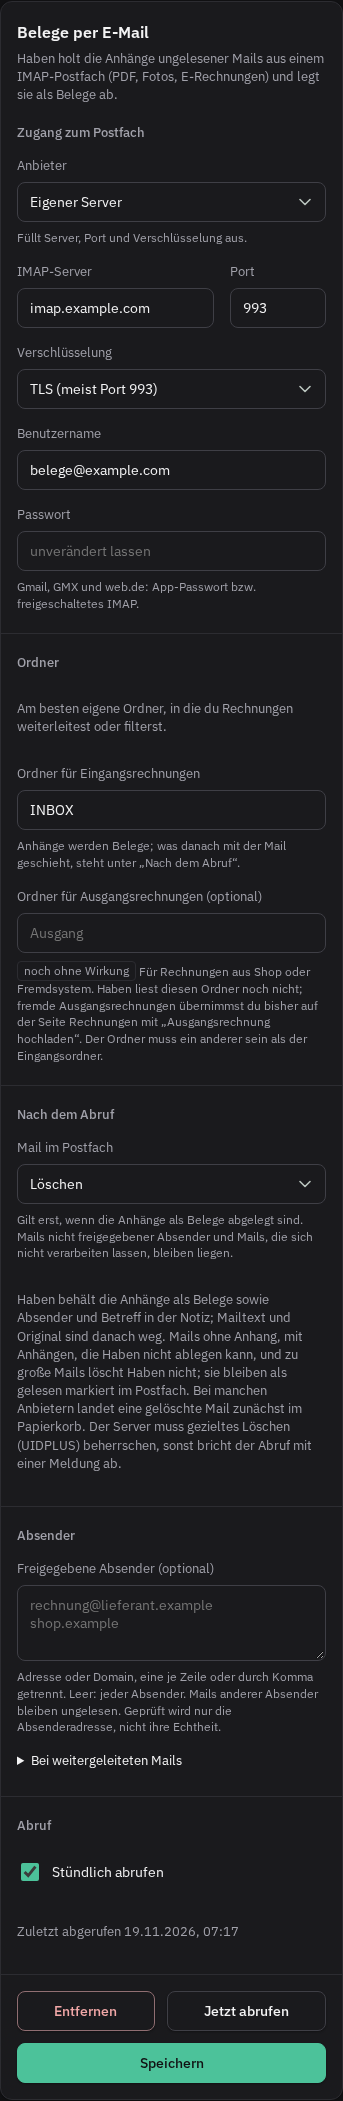 Belege per E-Mail
Haben holt die Anhänge ungelesener Mails aus einem
IMAP-Postfach (PDF, Fotos, E-Rechnungen) und legt
sie als Belege ab.
Zugang zum Postfach
Anbieter
Eigener Server
Füllt Server, Port und Verschlüsselung aus.
IMAP-Server Port
imap.example.com 993
Verschlüsselung
TLS (meist Port 993)
Benutzername
belege@example.com
Passwort
unverändert lassen
Gmail, GMX und web.de: App-Passwort bzw.
freigeschaltetes IMAP.
Ordner
Am besten eigene Ordner, in die du Rechnungen
weiterleitest oder filterst.
Ordner für Eingangsrechnungen
INBOX
Anhänge werden Belege; was danach mit der Mail
geschieht, steht unter „Nach dem Abruf“.
Ordner für Ausgangsrechnungen (optional)
Ausgang
noch ohne Wirkung Für Rechnungen aus Shop oder
Fremdsystem. Haben liest diesen Ordner noch nicht;
fremde Ausgangsrechnungen übernimmst du bisher auf
der Seite Rechnungen mit „Ausgangsrechnung
hochladen“. Der Ordner muss ein anderer sein als der
Eingangsordner.
Nach dem Abruf
Mail im Postfach
Löschen
Gilt erst, wenn die Anhänge als Belege abgelegt sind.
Mails nicht freigegebener Absender und Mails, die sich
nicht verarbeiten lassen, bleiben liegen.
Haben behält die Anhänge als Belege sowie
Absender und Betreff in der Notiz; Mailtext und
Original sind danach weg. Mails ohne Anhang, mit
Anhängen, die Haben nicht ablegen kann, und zu
große Mails löscht Haben nicht; sie bleiben als
gelesen markiert im Postfach. Bei manchen
Anbietern landet eine gelöschte Mail zunächst im
Papierkorb. Der Server muss gezieltes Löschen
(UIDPLUS) beherrschen, sonst bricht der Abruf mit
einer Meldung ab.
Absender
Freigegebene Absender (optional)
rechnung@lieferant.example
shop.example
Adresse oder Domain, eine je Zeile oder durch Komma
getrennt. Leer: jeder Absender. Mails anderer Absender
bleiben ungelesen. Geprüft wird nur die
Absenderadresse, nicht ihre Echtheit.
Bei weitergeleiteten Mails
Abruf
Stündlich abrufen
Zuletzt abgerufen 19.11.2026, 07:17
Entfernen Jetzt abrufen
Speichern